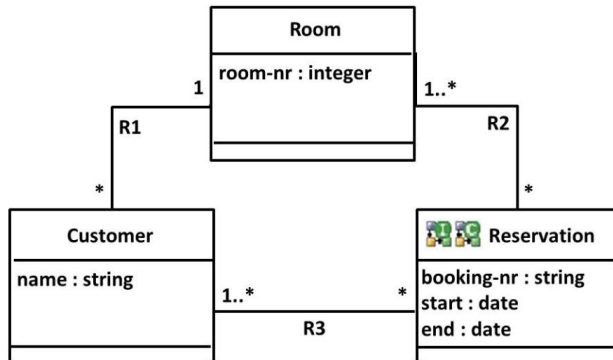 Room
room-nr : integer
1
1..*
R1
R2
*
*
Customer
I C Reservation
name : string
booking-nr : string
start : date
end : date
1..*
*
R3